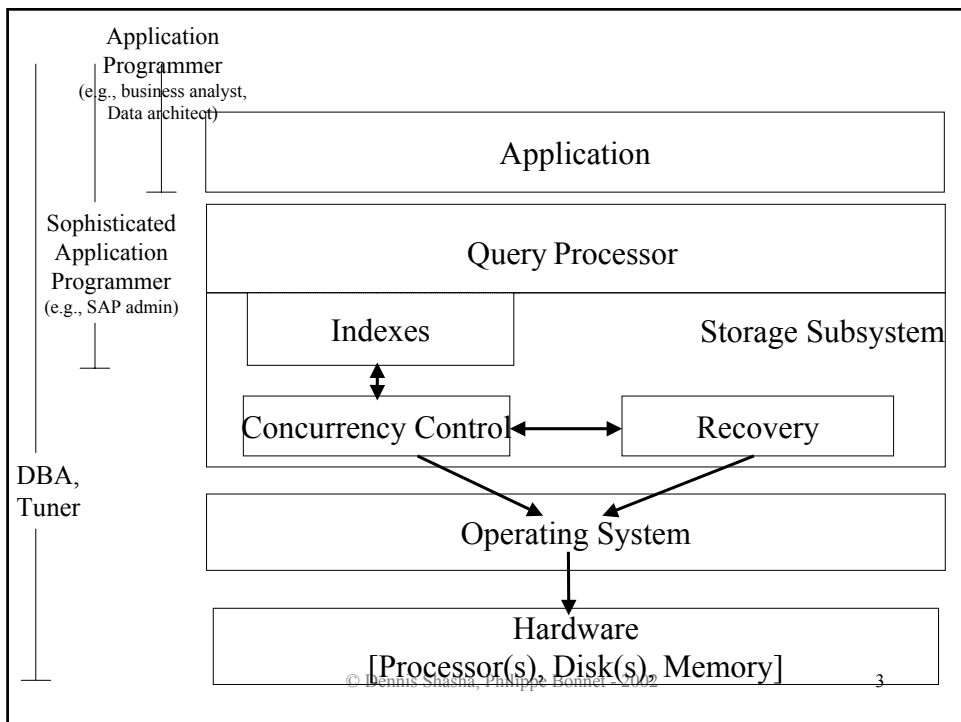 Application
Programmer
(e.g., business analyst,
Data architect)
Application
Sophisticated
Application
Programmer
(e.g., SAP admin)
Query Processor
Indexes
Storage Subsystem
Concurrency Control
Recovery
DBA,
Tuner
Operating System
Hardware
[Processor(s), Disk(s), Memory]
© Dennis Shasha, Philippe Bonnet - 2002
3